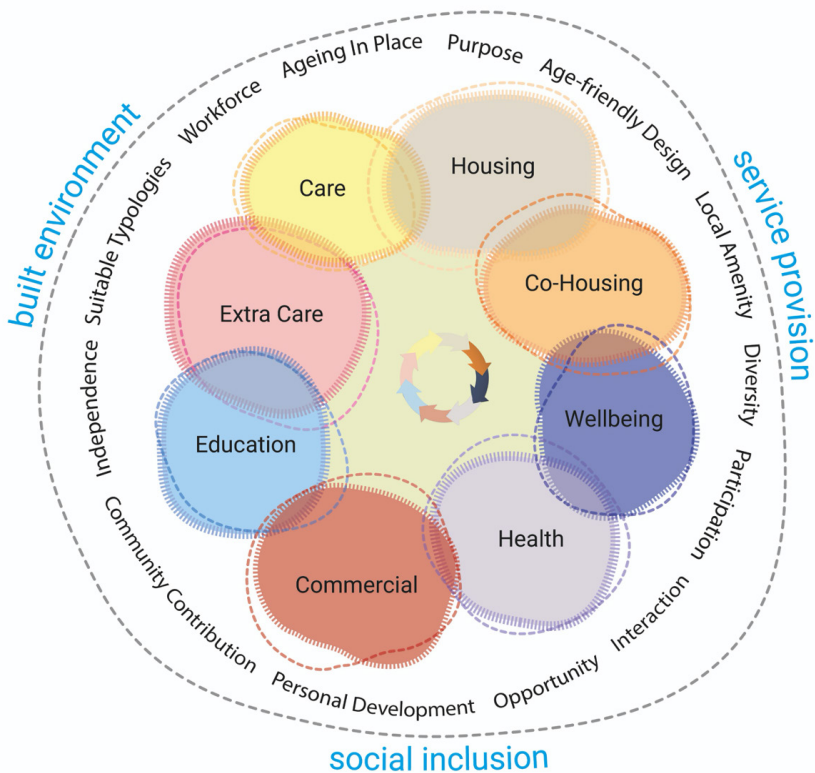 built environment
service provision
social inclusion
Workforce
Ageing In Place
Purpose
Age-friendly Design
Local Amenity
Diversity
Participation
Interaction
Opportunity
Personal Development
Community Contribution
Independence
Suitable Typologies
Care
Housing
Co-Housing
Wellbeing
Health
Commercial
Education
Extra Care